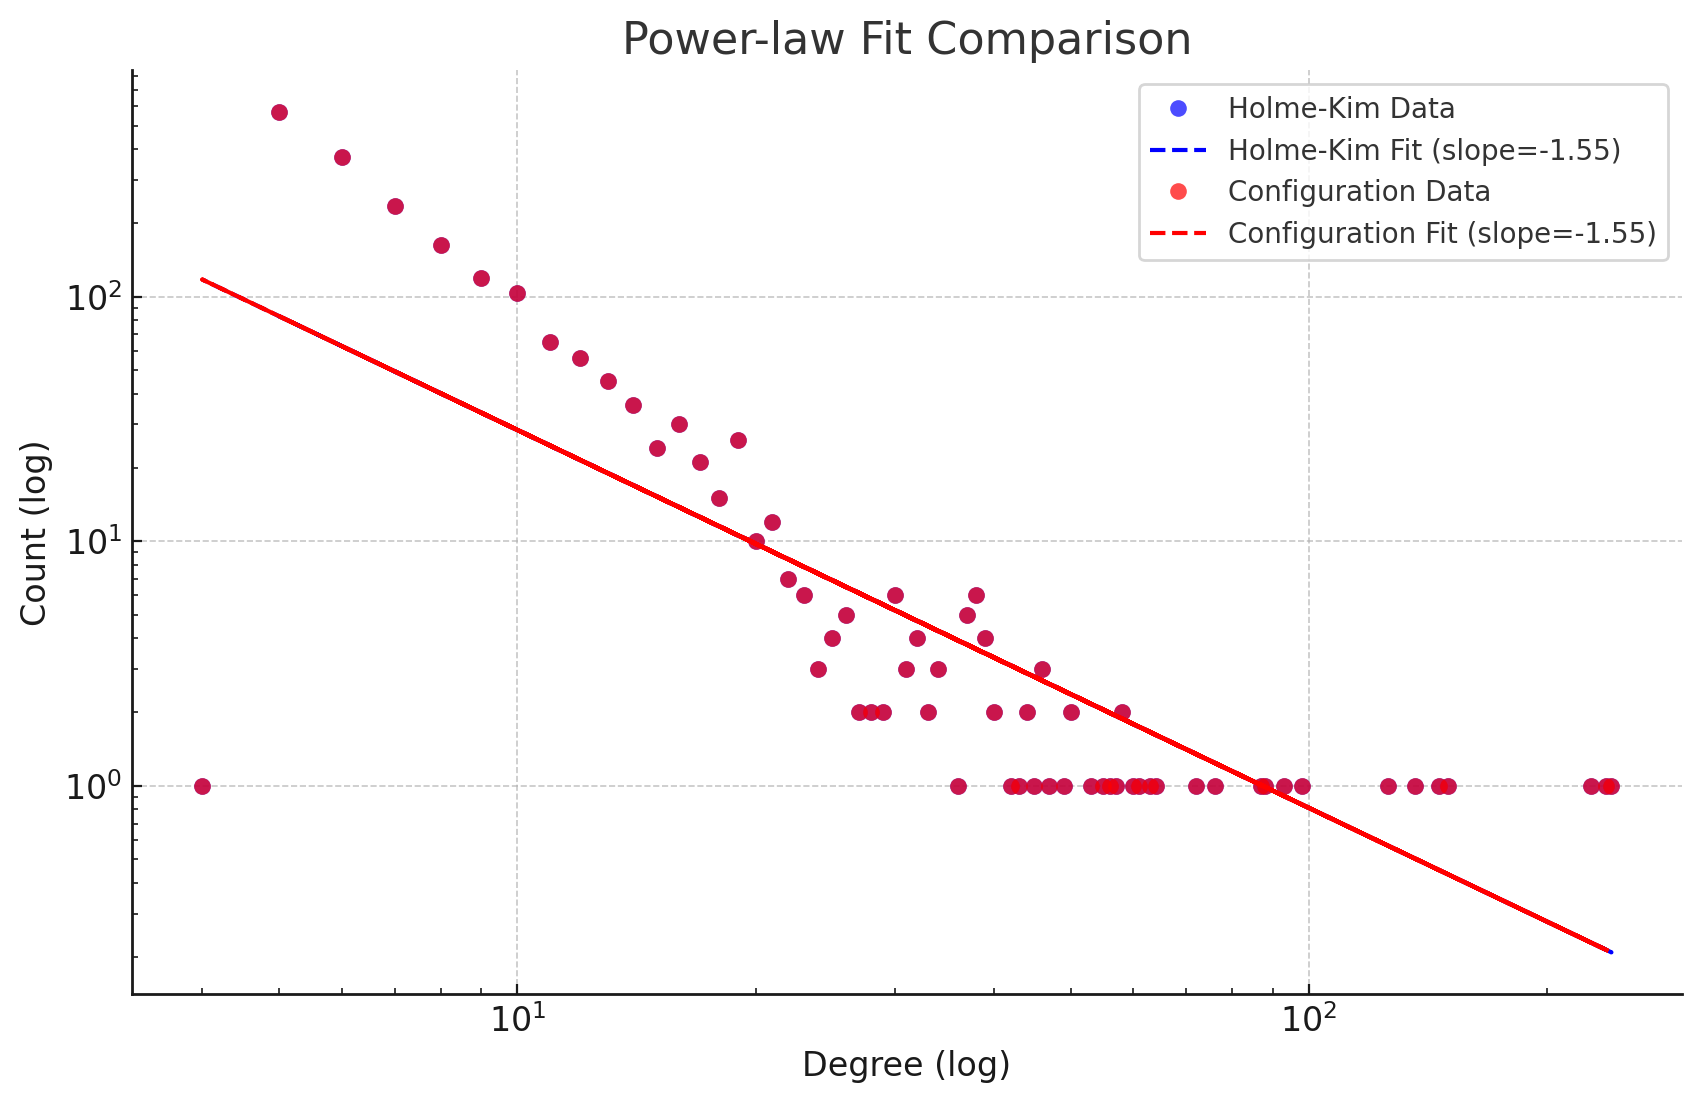 Power-law Fit Comparison
Holme-Kim Data
Holme-Kim Fit (slope=-1.55)
Configuration Data
Configuration Fit (slope=-1.55)
10²
10¹
10⁰
Count (log)
10¹ 10²
Degree (log)